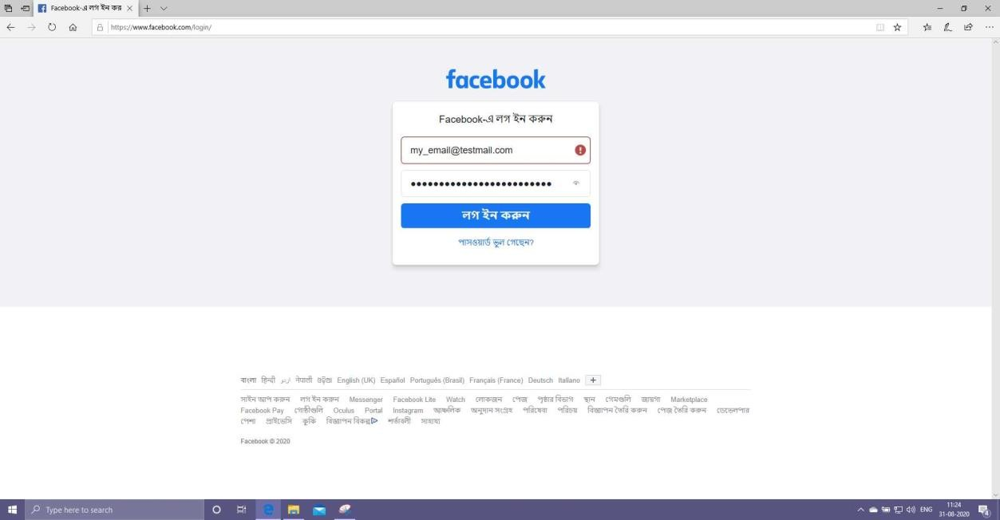 Facebook-এ লগ ইন কর
https://www.facebook.com/login/
facebook
Facebook-এ লগ ইন করুন
my_email@testmail.com
লগ ইন করুন
পাসওয়ার্ড ভুল গেছেন?
বাংলা हिन्दी اردو नेपाली ଓଡ଼ିଆ English (UK) Español Português (Brasil) Français (France) Deutsch Italiano
সাইন আপ করুন লগ ইন করুন Messenger Facebook Lite Watch লোকজন পেজ পৃষ্ঠার বিভাগ স্থান গেমগুলি জায়গা Marketplace
Facebook Pay গোষ্ঠীগুলি Oculus Portal Instagram আঞ্চলিক অনুদান সংগ্রহ পরিষেবা পরিচয় বিজ্ঞাপন তৈরি করুন পেজ তৈরি করুন ডেভেলপার
পেশা প্রাইভেসি কুকি বিজ্ঞাপন বিকল্প শর্তাবলী সাহায্য
Facebook © 2020
Type here to search
ENG
11:24
31-08-2020
4